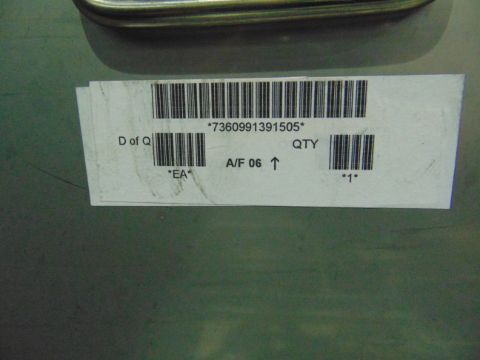 *7360991391505*
D of Q QTY
A/F 06 ↑
*EA* *1*